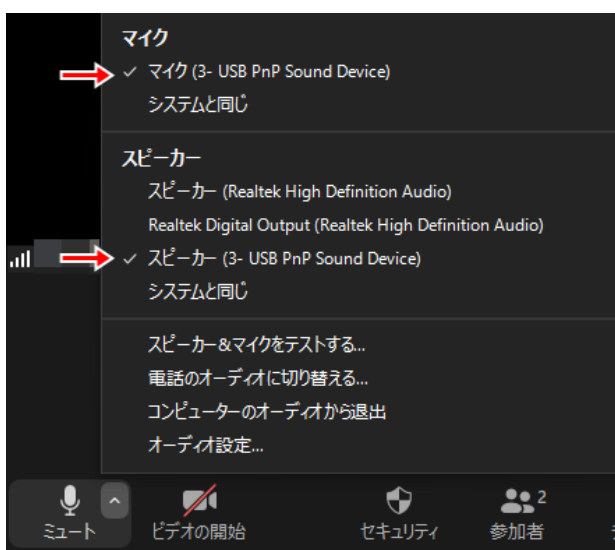 マイク
マイク (3- USB PnP Sound Device)
システムと同じ
スピーカー
スピーカー (Realtek High Definition Audio)
Realtek Digital Output (Realtek High Definition Audio)
スピーカー (3- USB PnP Sound Device)
システムと同じ
スピーカー&マイクをテストする...
電話のオーディオに切り替える...
コンピューターのオーディオから退出
オーディオ設定...
2
ミュート ビデオの開始 セキュリティ 参加者